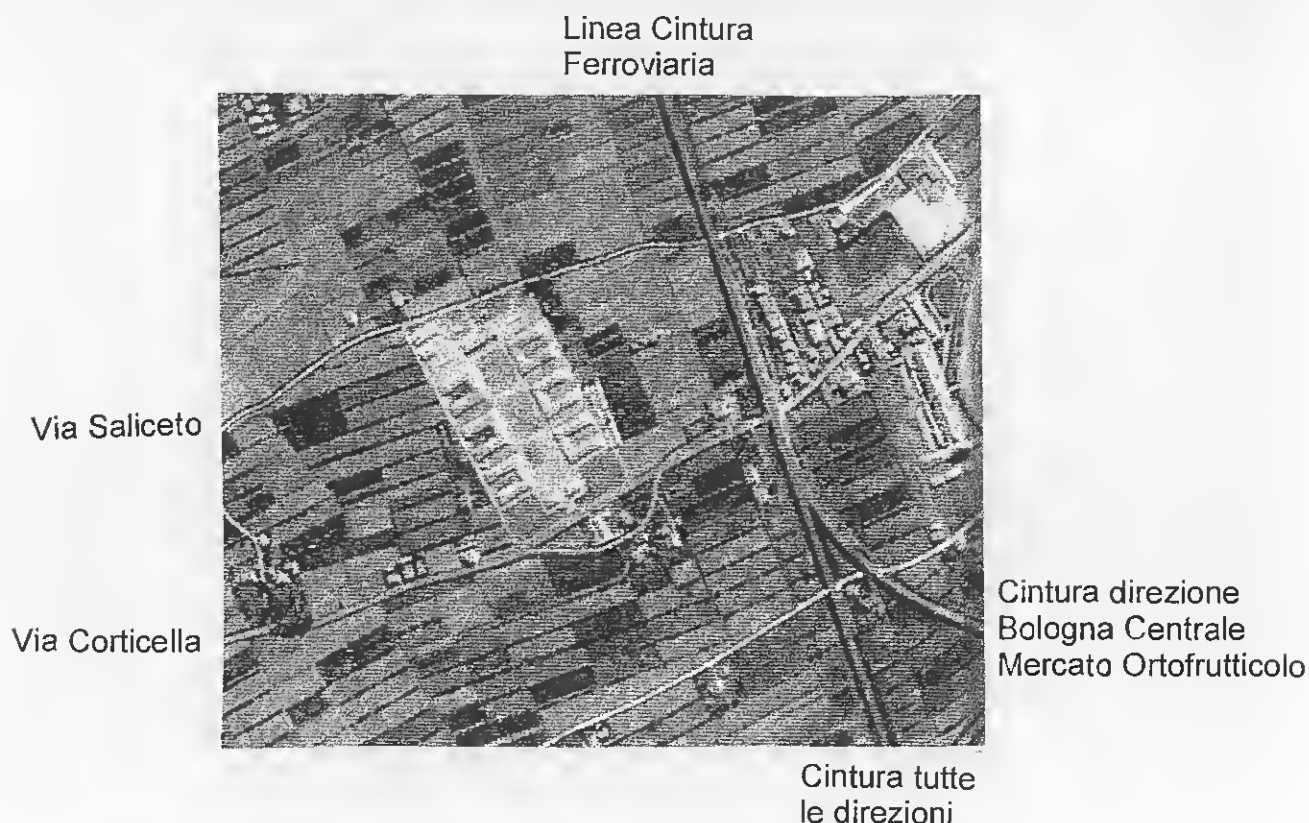 Linea Cintura
Ferroviaria
Via Saliceto
Via Corticella
Cintura direzione
Bologna Centrale
Mercato Ortofrutticolo
Cintura tutte
le direzioni